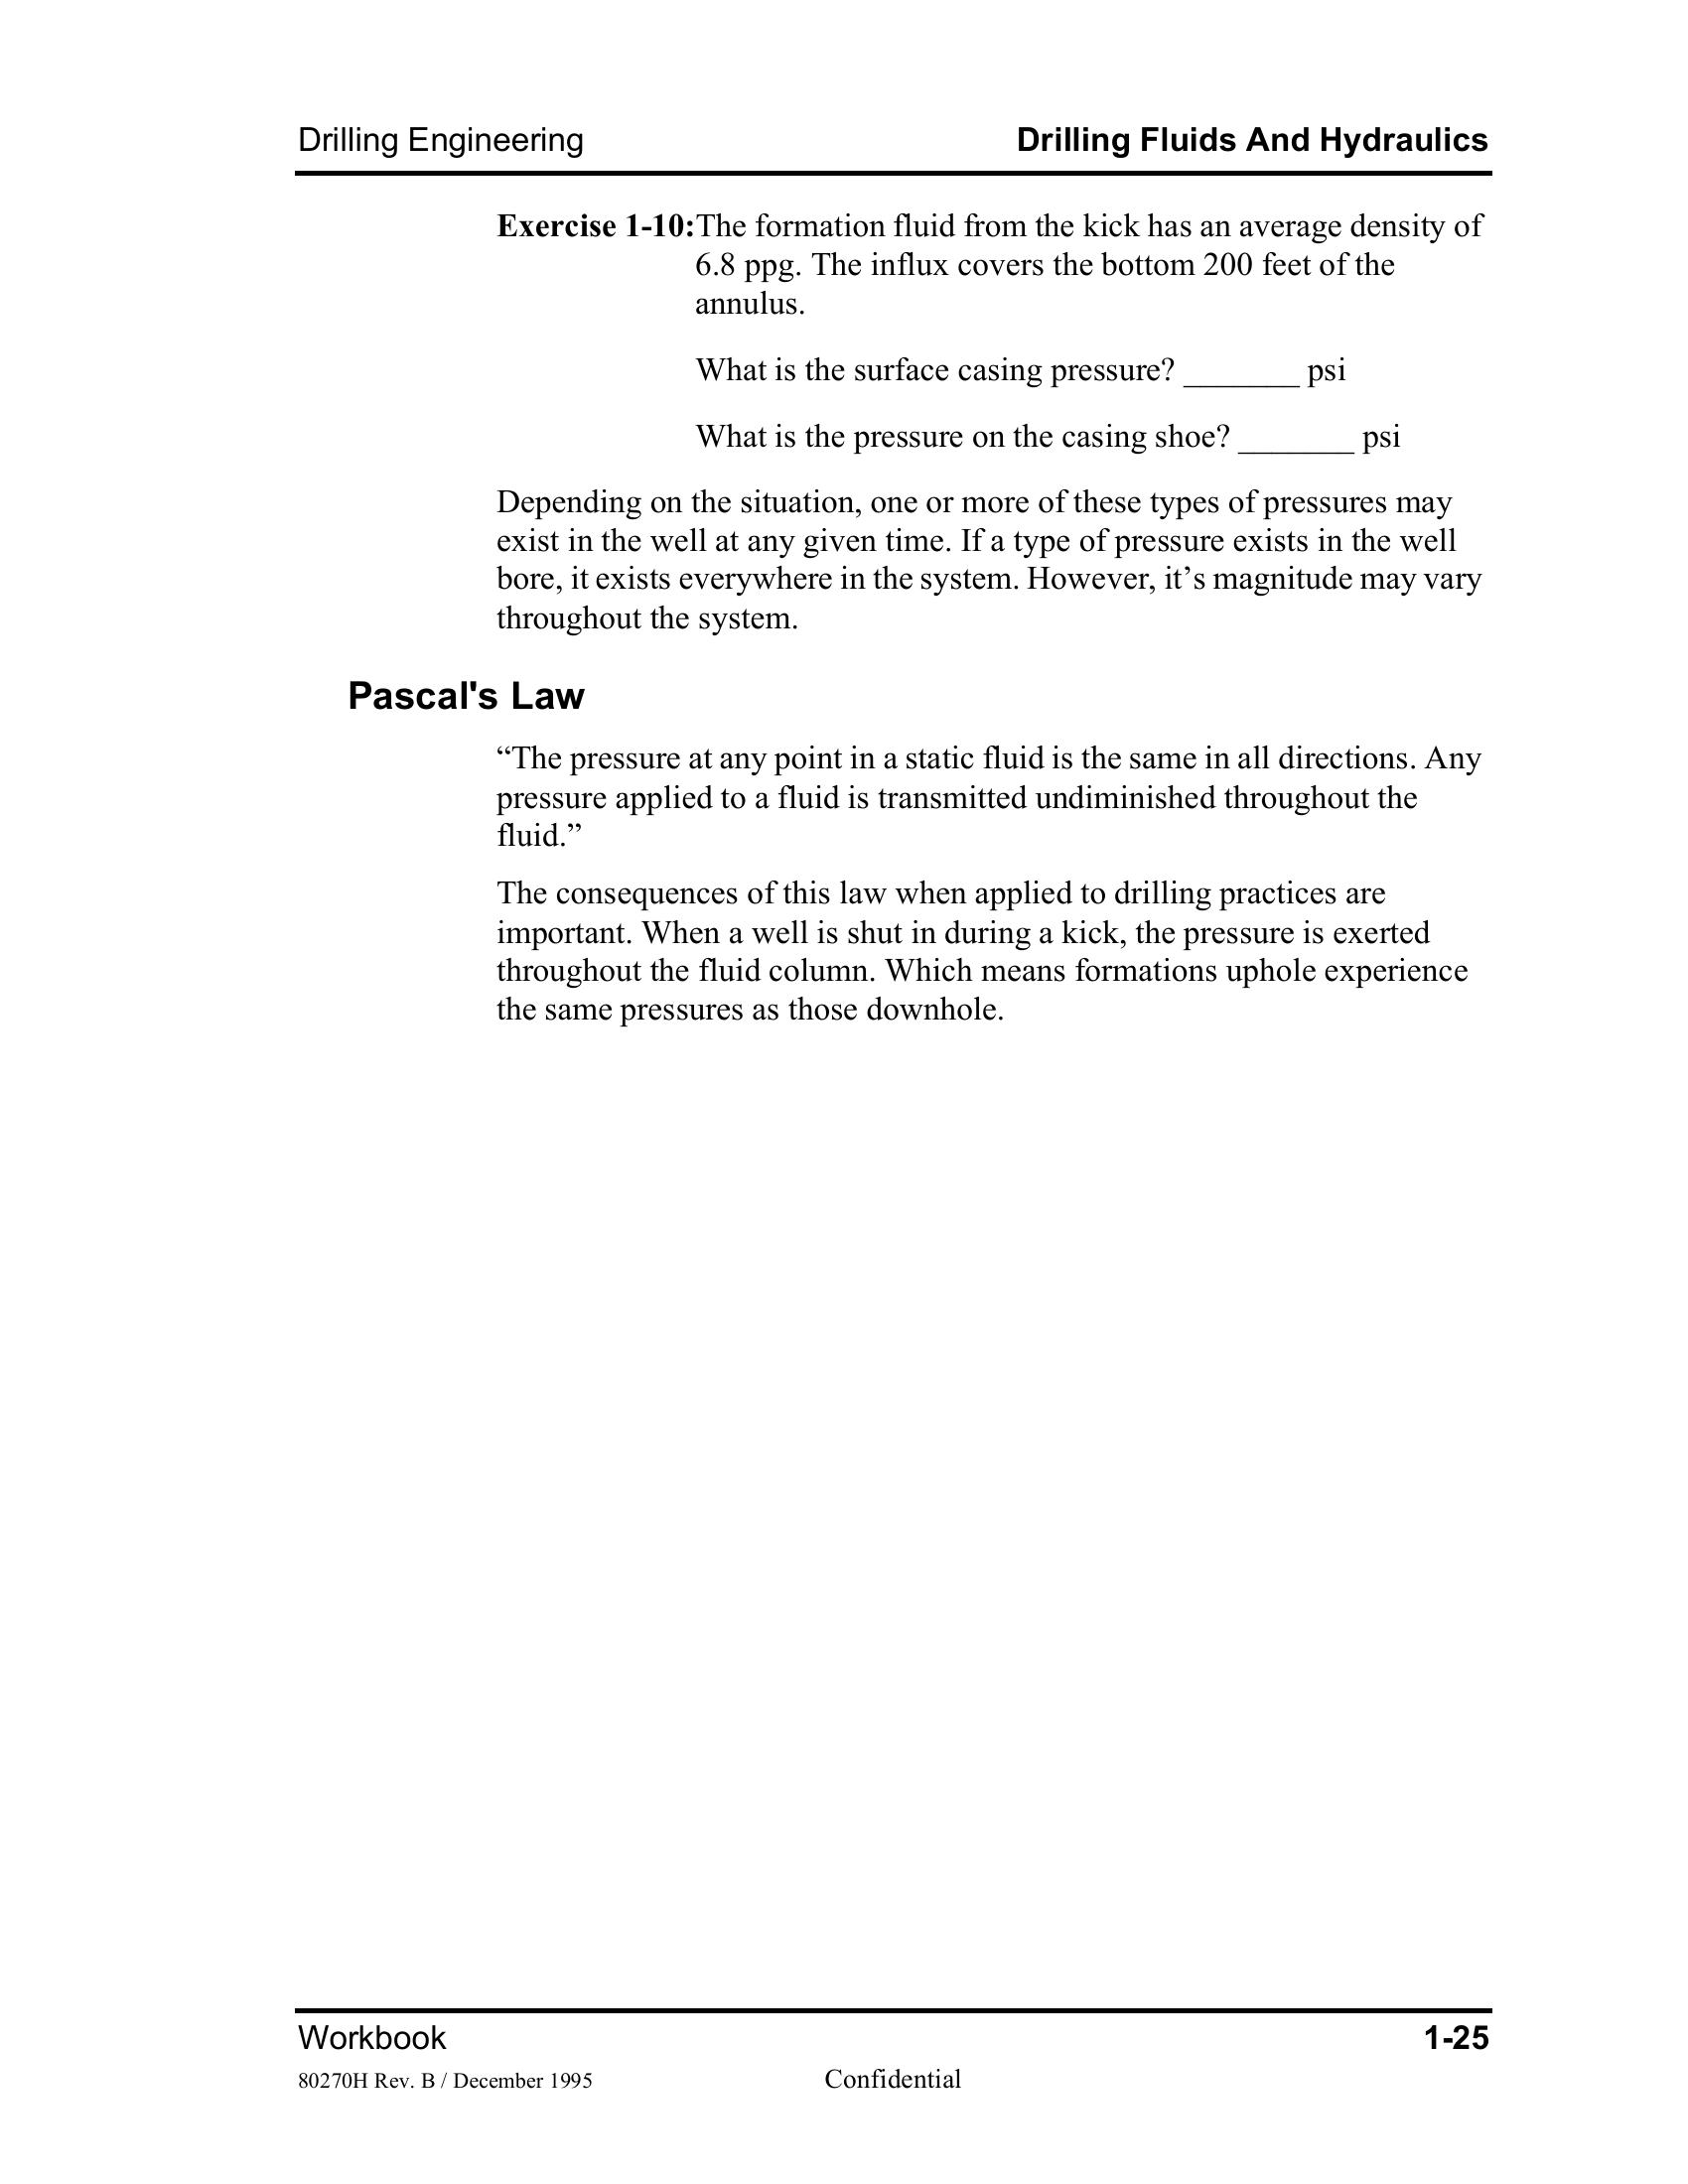 Drilling Engineering Drilling Fluids And Hydraulics
Exercise 1-10:The formation fluid from the kick has an average density of
6.8 ppg. The influx covers the bottom 200 feet of the
annulus.
What is the surface casing pressure? _______ psi
What is the pressure on the casing shoe? _______ psi
Depending on the situation, one or more of these types of pressures may
exist in the well at any given time. If a type of pressure exists in the well
bore, it exists everywhere in the system. However, it’s magnitude may vary
throughout the system.
Pascal's Law
“The pressure at any point in a static fluid is the same in all directions. Any
pressure applied to a fluid is transmitted undiminished throughout the
fluid.”
The consequences of this law when applied to drilling practices are
important. When a well is shut in during a kick, the pressure is exerted
throughout the fluid column. Which means formations uphole experience
the same pressures as those downhole.
Workbook 1-25
80270H Rev. B / December 1995 Confidential